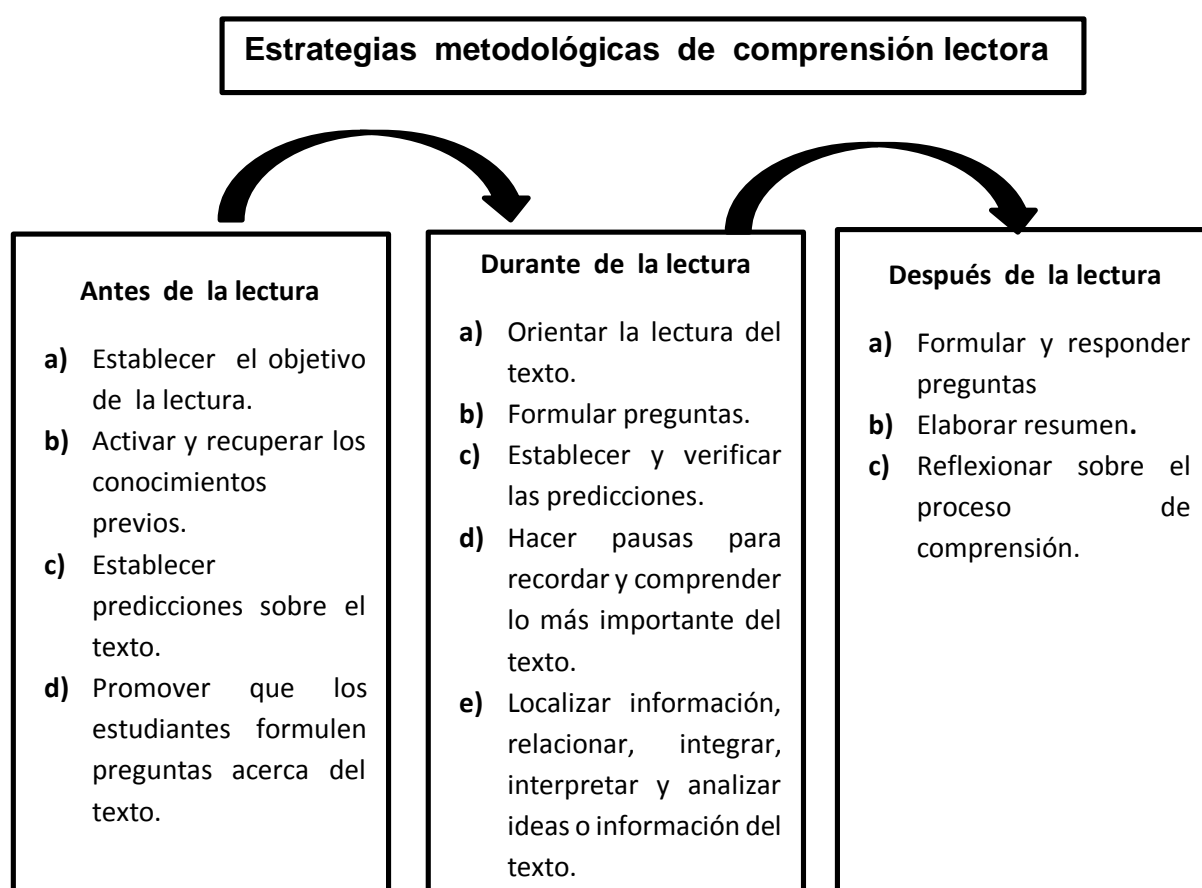 Estrategias metodológicas de comprensión lectora
Antes de la lectura
a) Establecer el objetivo
de la lectura.
b) Activar y recuperar los
conocimientos
previos.
c) Establecer
predicciones sobre el
texto.
d) Promover que los
estudiantes formulen
preguntas acerca del
texto.
Durante de la lectura
a) Orientar la lectura del
texto.
b) Formular preguntas.
c) Establecer y verificar
las predicciones.
d) Hacer pausas para
recordar y comprender
lo más importante del
texto.
e) Localizar información,
relacionar, integrar,
interpretar y analizar
ideas o información del
texto.
Después de la lectura
a) Formular y responder
preguntas
b) Elaborar resumen.
c) Reflexionar sobre el
proceso de
comprensión.